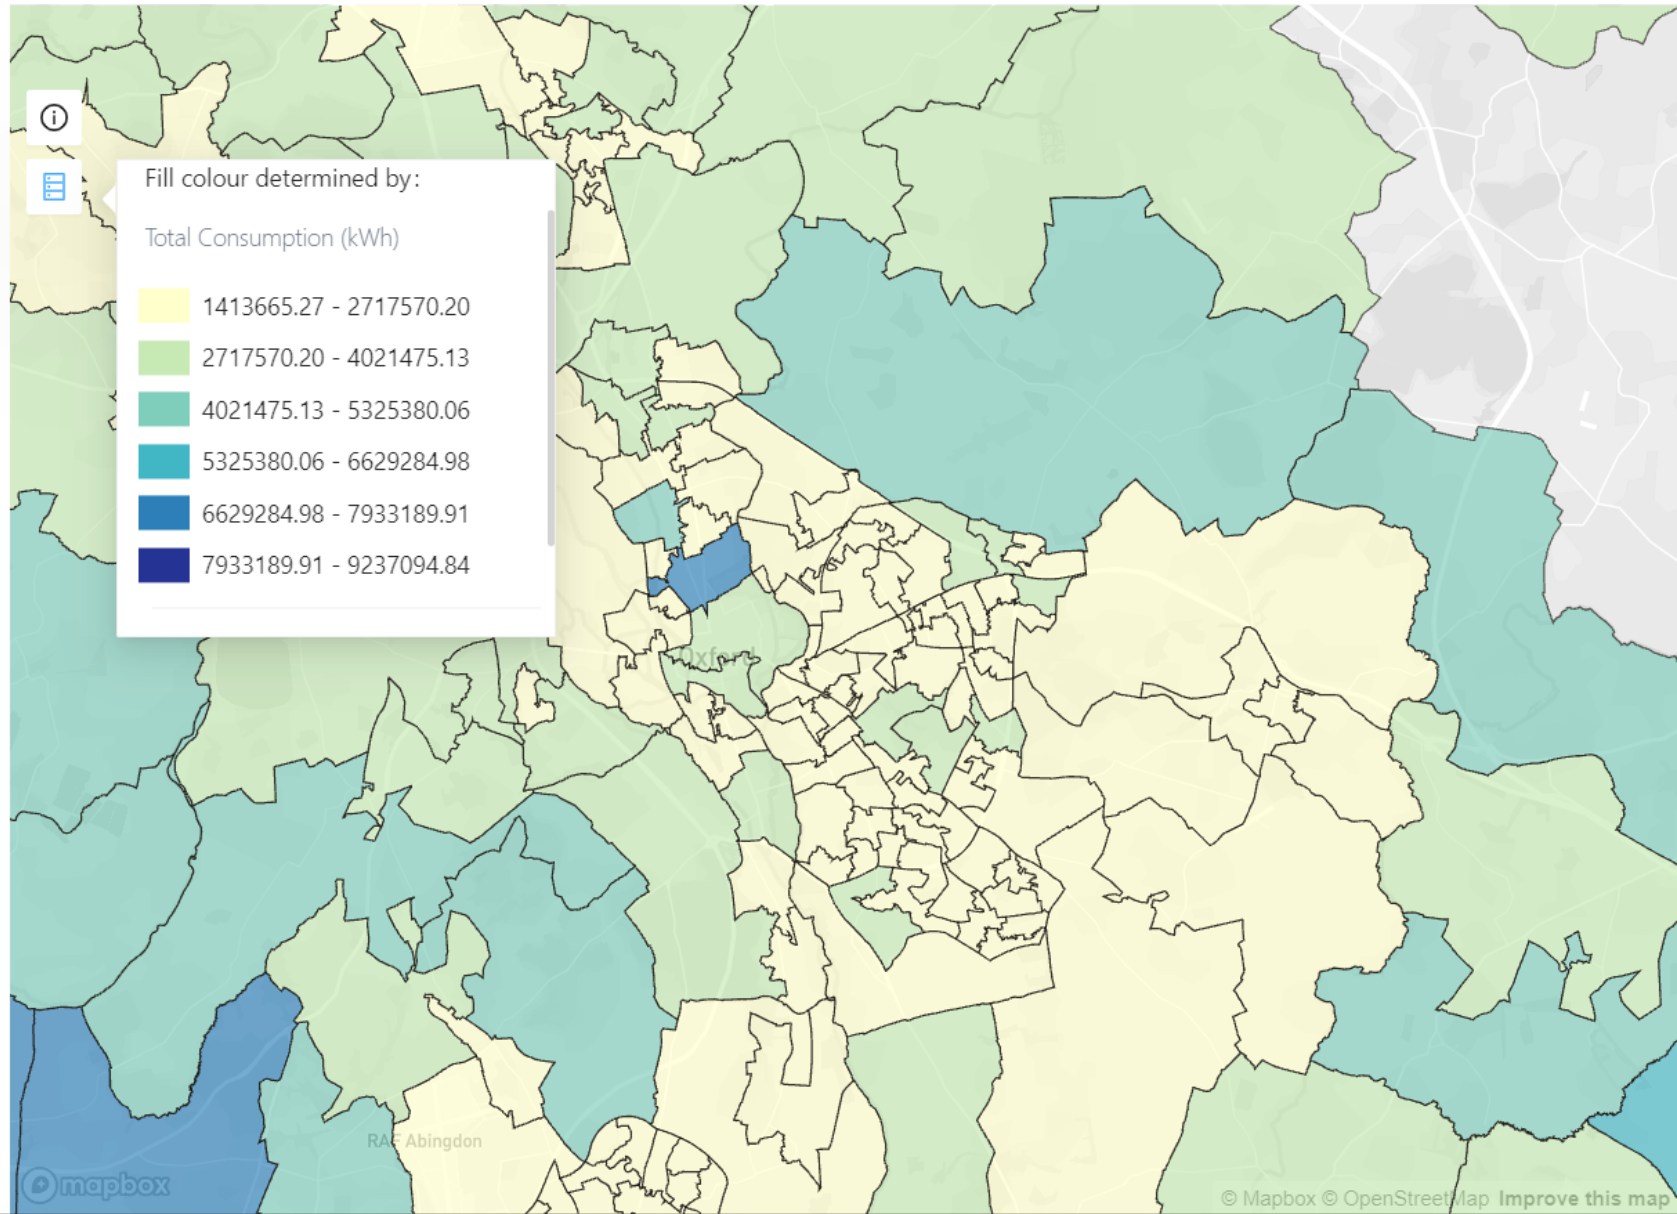 Fill colour determined by:
Total Consumption (kWh)
1413665.27 - 2717570.20
2717570.20 - 4021475.13
4021475.13 - 5325380.06
5325380.06 - 6629284.98
6629284.98 - 7933189.91
7933189.91 - 9237094.84
Oxford
RAF Abingdon
mapbox
© Mapbox © OpenStreetMap Improve this map